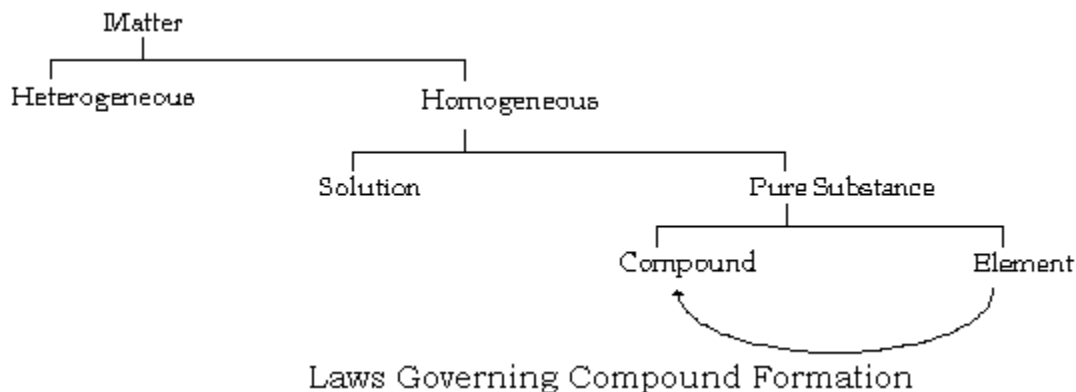 Matter
Heterogeneous
Homogeneous
Solution
Pure Substance
Compound
Element
Laws Governing Compound Formation